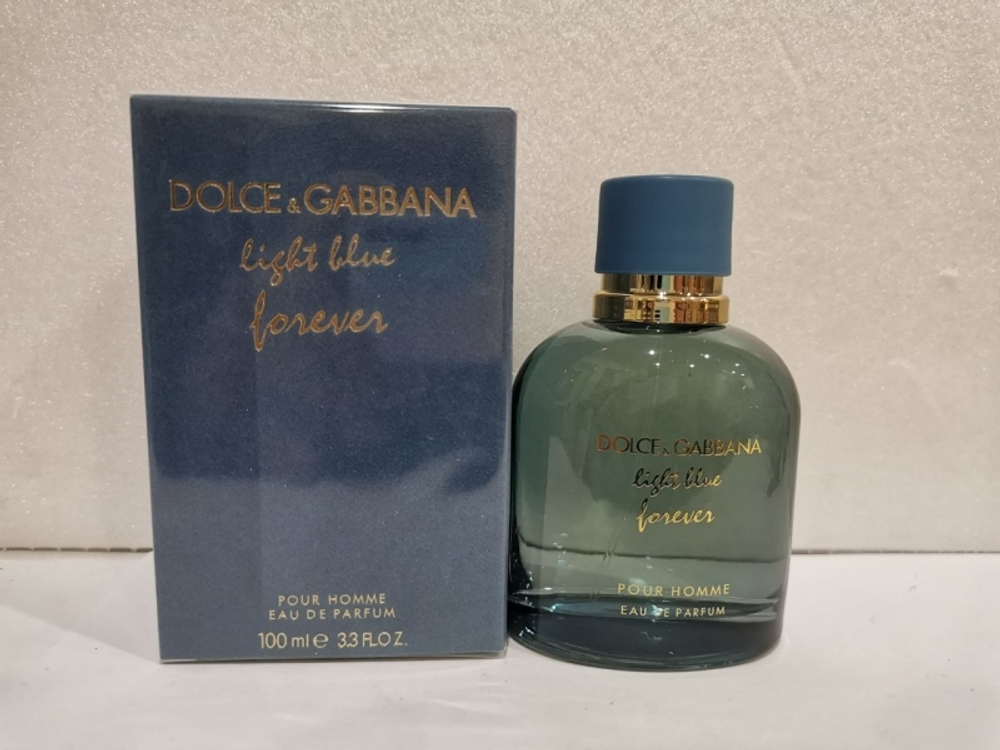 DOLCE & GABBANA
light blue
forever
POUR HOMME
EAU DE PARFUM
100 ml e 3.3 FL.OZ.
DOLCE & GABBANA
light blue
forever
POUR HOMME
EAU DE PARFUM